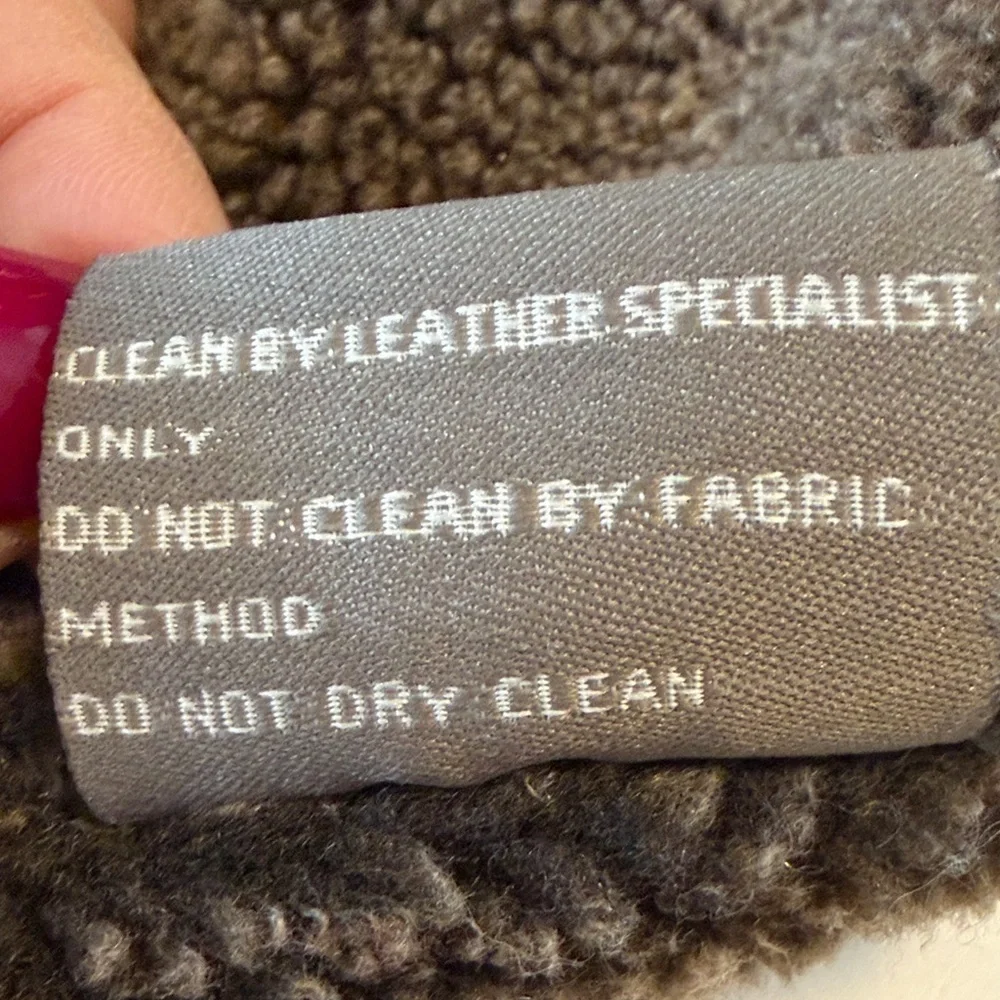 CLEAN BY LEATHER SPECIALIST
ONLY
DO NOT CLEAN BY FABRIC
METHOD
DO NOT DRY CLEAN